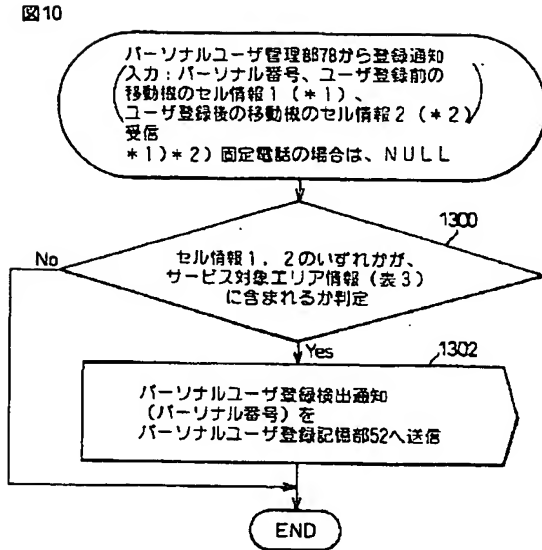 図10
パーソナルユーザ管理部78から登録通知
(入力：パーソナル番号、ユーザ登録前の
移動機のセル情報1 (*1)、
ユーザ登録後の移動機のセル情報2 (*2))
受信
*1)*2) 固定電話の場合は、NULL
1300
No
セル情報1，2のいずれかが、
サービス対象エリア情報（表3）
に含まれるか判定
Yes
1302
パーソナルユーザ登録検出通知
（パーソナル番号）を
パーソナルユーザ登録記憶部52へ送信
END